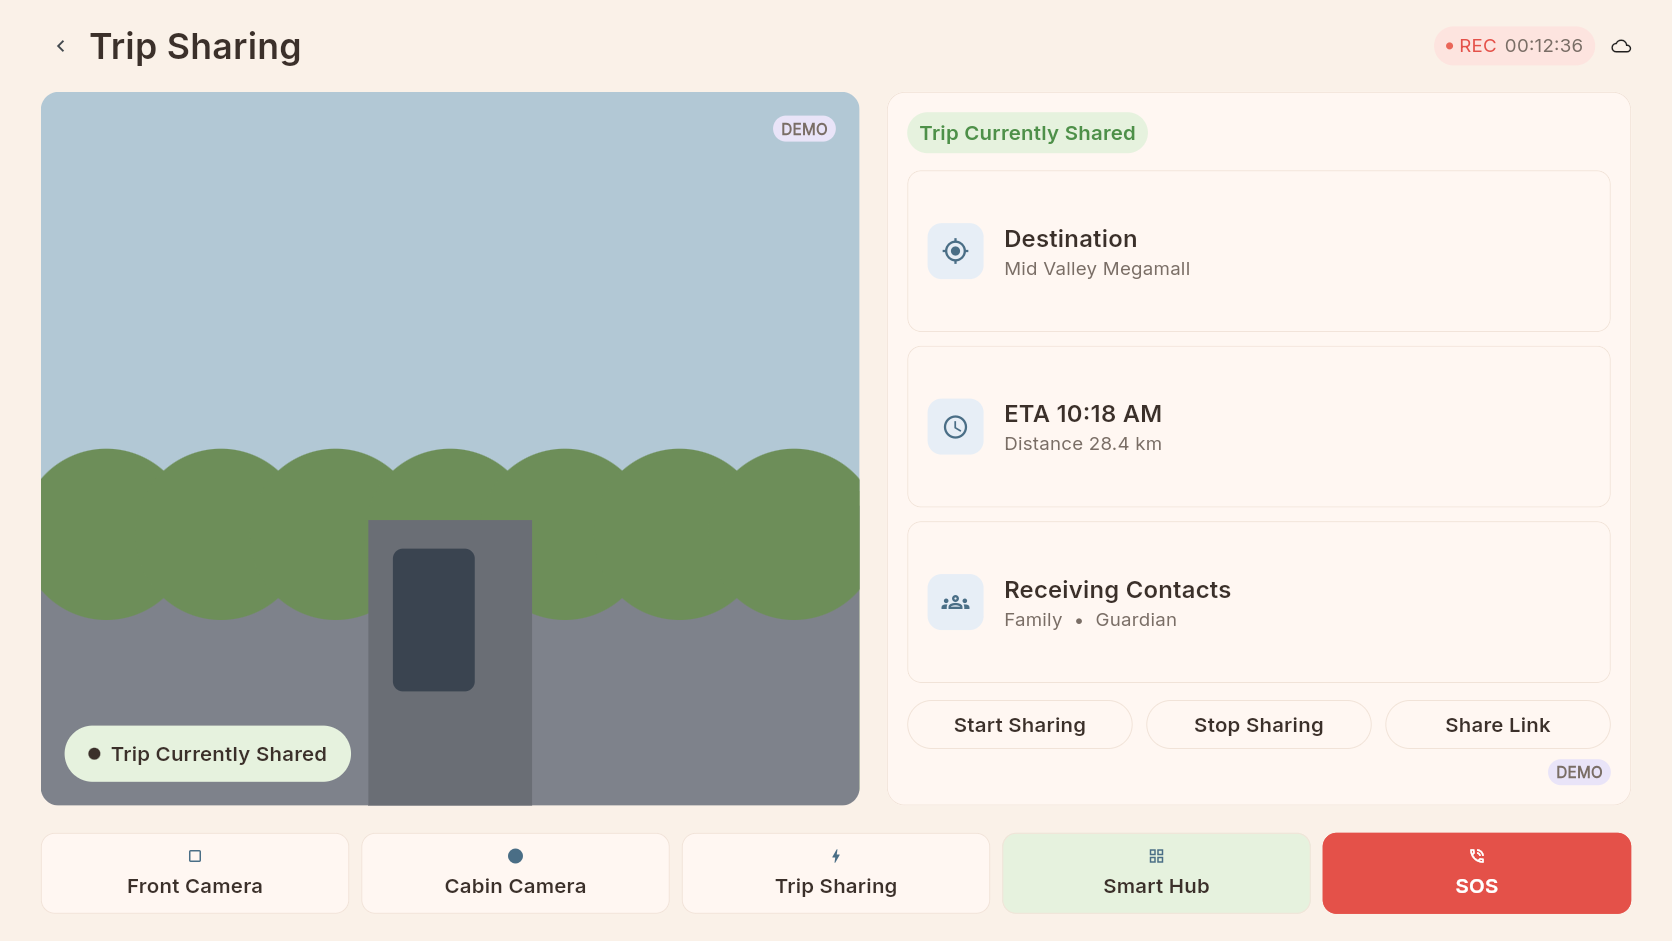 Trip Sharing
REC 00:12:36
DEMO
Trip Currently Shared
Trip Currently Shared
Destination
Mid Valley Megamall
ETA 10:18 AM
Distance 28.4 km
Receiving Contacts
Family • Guardian
Start Sharing
Stop Sharing
Share Link
DEMO
Front Camera
Cabin Camera
Trip Sharing
Smart Hub
SOS